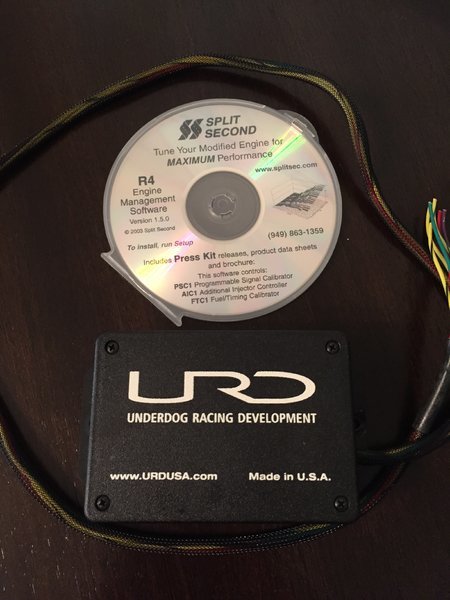 SPLIT
SECOND
Tune Your Modified Engine for
MAXIMUM Performance
www.splitsec.com
R4
Engine
Management
Software
Version 1.5.0
© 2003 Split Second
(949) 863-1359
To install, run Setup
Includes Press Kit releases, product data sheets
and brochure:
This software controls:
PSC1 Programmable Signal Calibrator
AIC1 Additional Injector Controller
FTC1 Fuel/Timing Calibrator
URD
UNDERDOG RACING DEVELOPMENT
www.URDUSA.com Made in U.S.A.